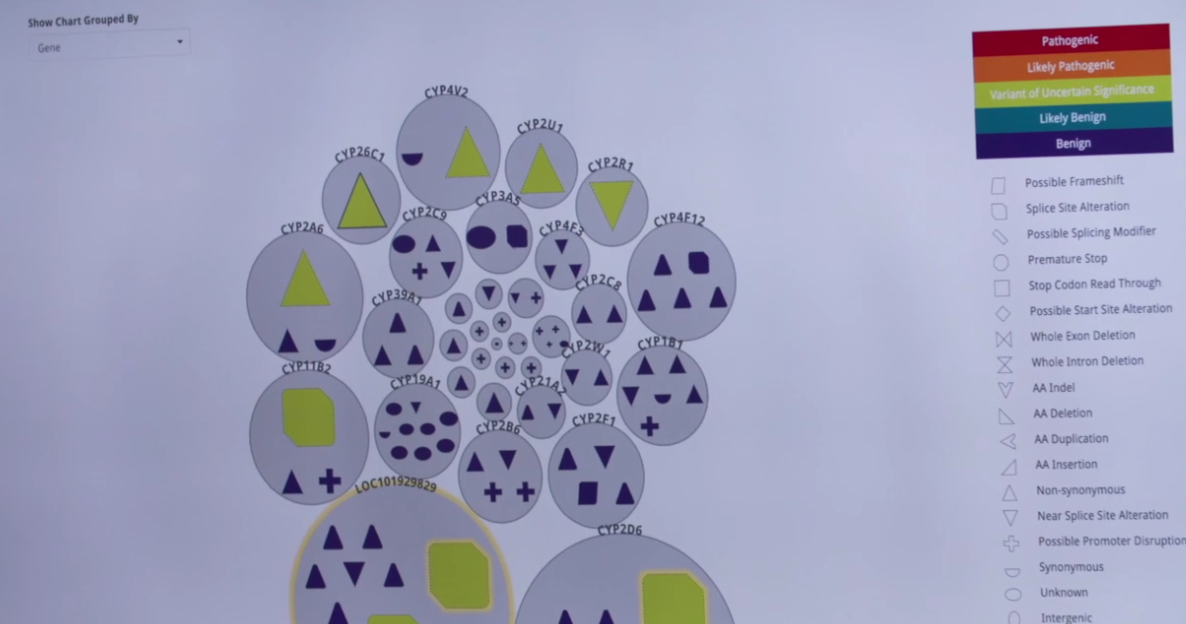 Show Chart Grouped By
Gene
CYP4V2
CYP2U1
CYP26C1
CYP2R1
CYP3A5
CYP2C9
CYP4F3
CYP4F12
CYP2A6
CYP2C8
CYP39A1
CYP2W1
CYP1B1
CYP11B2
CYP19A1
CYP21A2
CYP2B6
CYP2F1
LOC101929829
CYP2D6
Pathogenic
Likely Pathogenic
Variant of Uncertain Significance
Likely Benign
Benign
Possible Frameshift
Splice Site Alteration
Possible Splicing Modifier
Premature Stop
Stop Codon Read Through
Possible Start Site Alteration
Whole Exon Deletion
Whole Intron Deletion
AA Indel
AA Deletion
AA Duplication
AA Insertion
Non-synonymous
Near Splice Site Alteration
Possible Promoter Disruption
Synonymous
Unknown
Intergenic